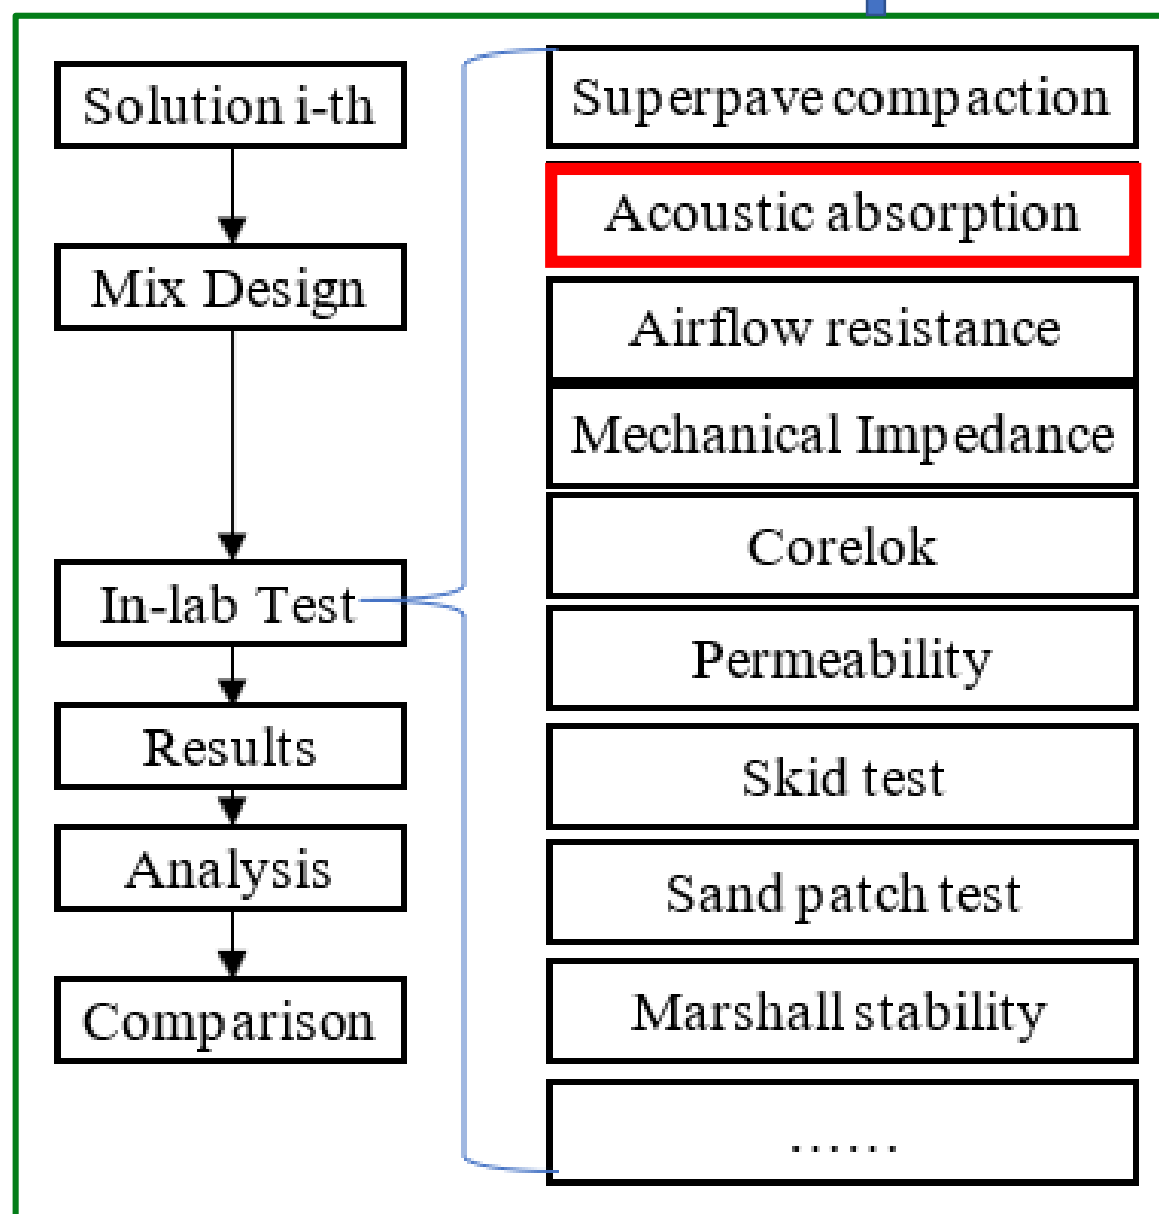 Solution i-th
Mix Design
In-lab Test
Results
Analysis
Comparison
Superpave compaction
Acoustic absorption
Airflow resistance
Mechanical Impedance
Corelok
Permeability
Skid test
Sand patch test
Marshall stability
......